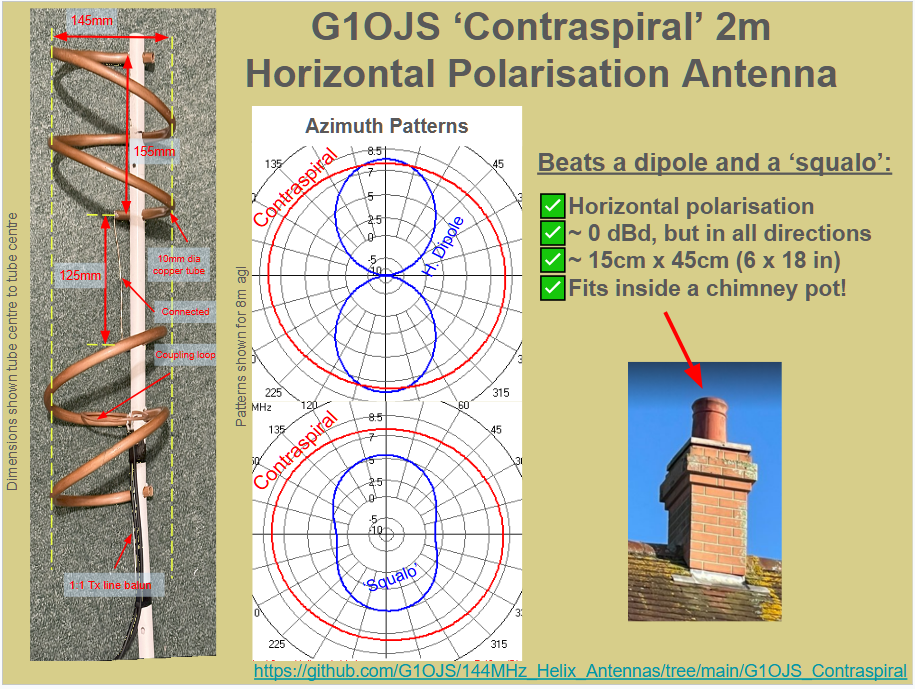 G1OJS ‘Contraspiral’ 2m
Horizontal Polarisation Antenna
145mm
155mm
10mm dia
copper tube
125mm
Connected
Coupling loop
1:1 Tx line balun
Dimensions shown tube centre to tube centre
Azimuth Patterns
135
45
8.5
7
5
2.5
0
-5
-10
Contraspiral
H. Dipole
225
315
Patterns shown for 8m agl
MHz
120
60
135
45
8.5
7
5
2.5
0
-5
-10
Contraspiral
‘Squalo’
225
315
Beats a dipole and a ‘squalo’:
✓ Horizontal polarisation
✓ ~ 0 dBd, but in all directions
✓ ~ 15cm x 45cm (6 x 18 in)
✓ Fits inside a chimney pot!
https://github.com/G1OJS/144MHz_Helix_Antennas/tree/main/G1OJS_Contraspiral